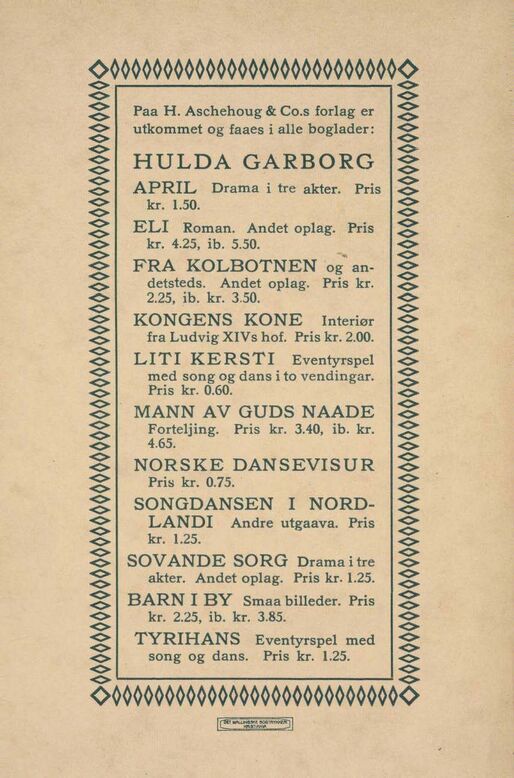 Paa H. Aschehoug & Co.s forlag er
utkommet og faaes i alle boglader:
HULDA GARBORG
APRIL Drama i tre akter. Pris
kr. 1.50.
ELI Roman. Andet oplag. Pris
kr. 4.25, ib. 5.50.
FRA KOLBOTNEN og an-
detsteds. Andet oplag. Pris kr.
2.25, ib. kr. 3.50.
KONGENS KONE Interiør
fra Ludvig XIVs hof. Pris kr. 2.00.
LITI KERSTI Eventyrspel
med song og dans i to vendingar.
Pris kr. 0.60.
MANN AV GUDS NAADE
Forteljing. Pris kr. 3.40, ib. kr.
4.65.
NORSKE DANSEVISUR
Pris kr. 0.75.
SONGDANSEN I NORD-
LANDI Andre utgaava. Pris
kr. 1.25.
SOVANDE SORG Drama i tre
akter. Andet oplag. Pris kr. 1.25.
BARN I BY Smaa billeder. Pris
kr. 2.25, ib. kr. 3.85.
TYRIHANS Eventyrspel med
song og dans. Pris kr. 1.25.
DET MALLINGSKE BOGTRYKKERI
KRISTIANIA